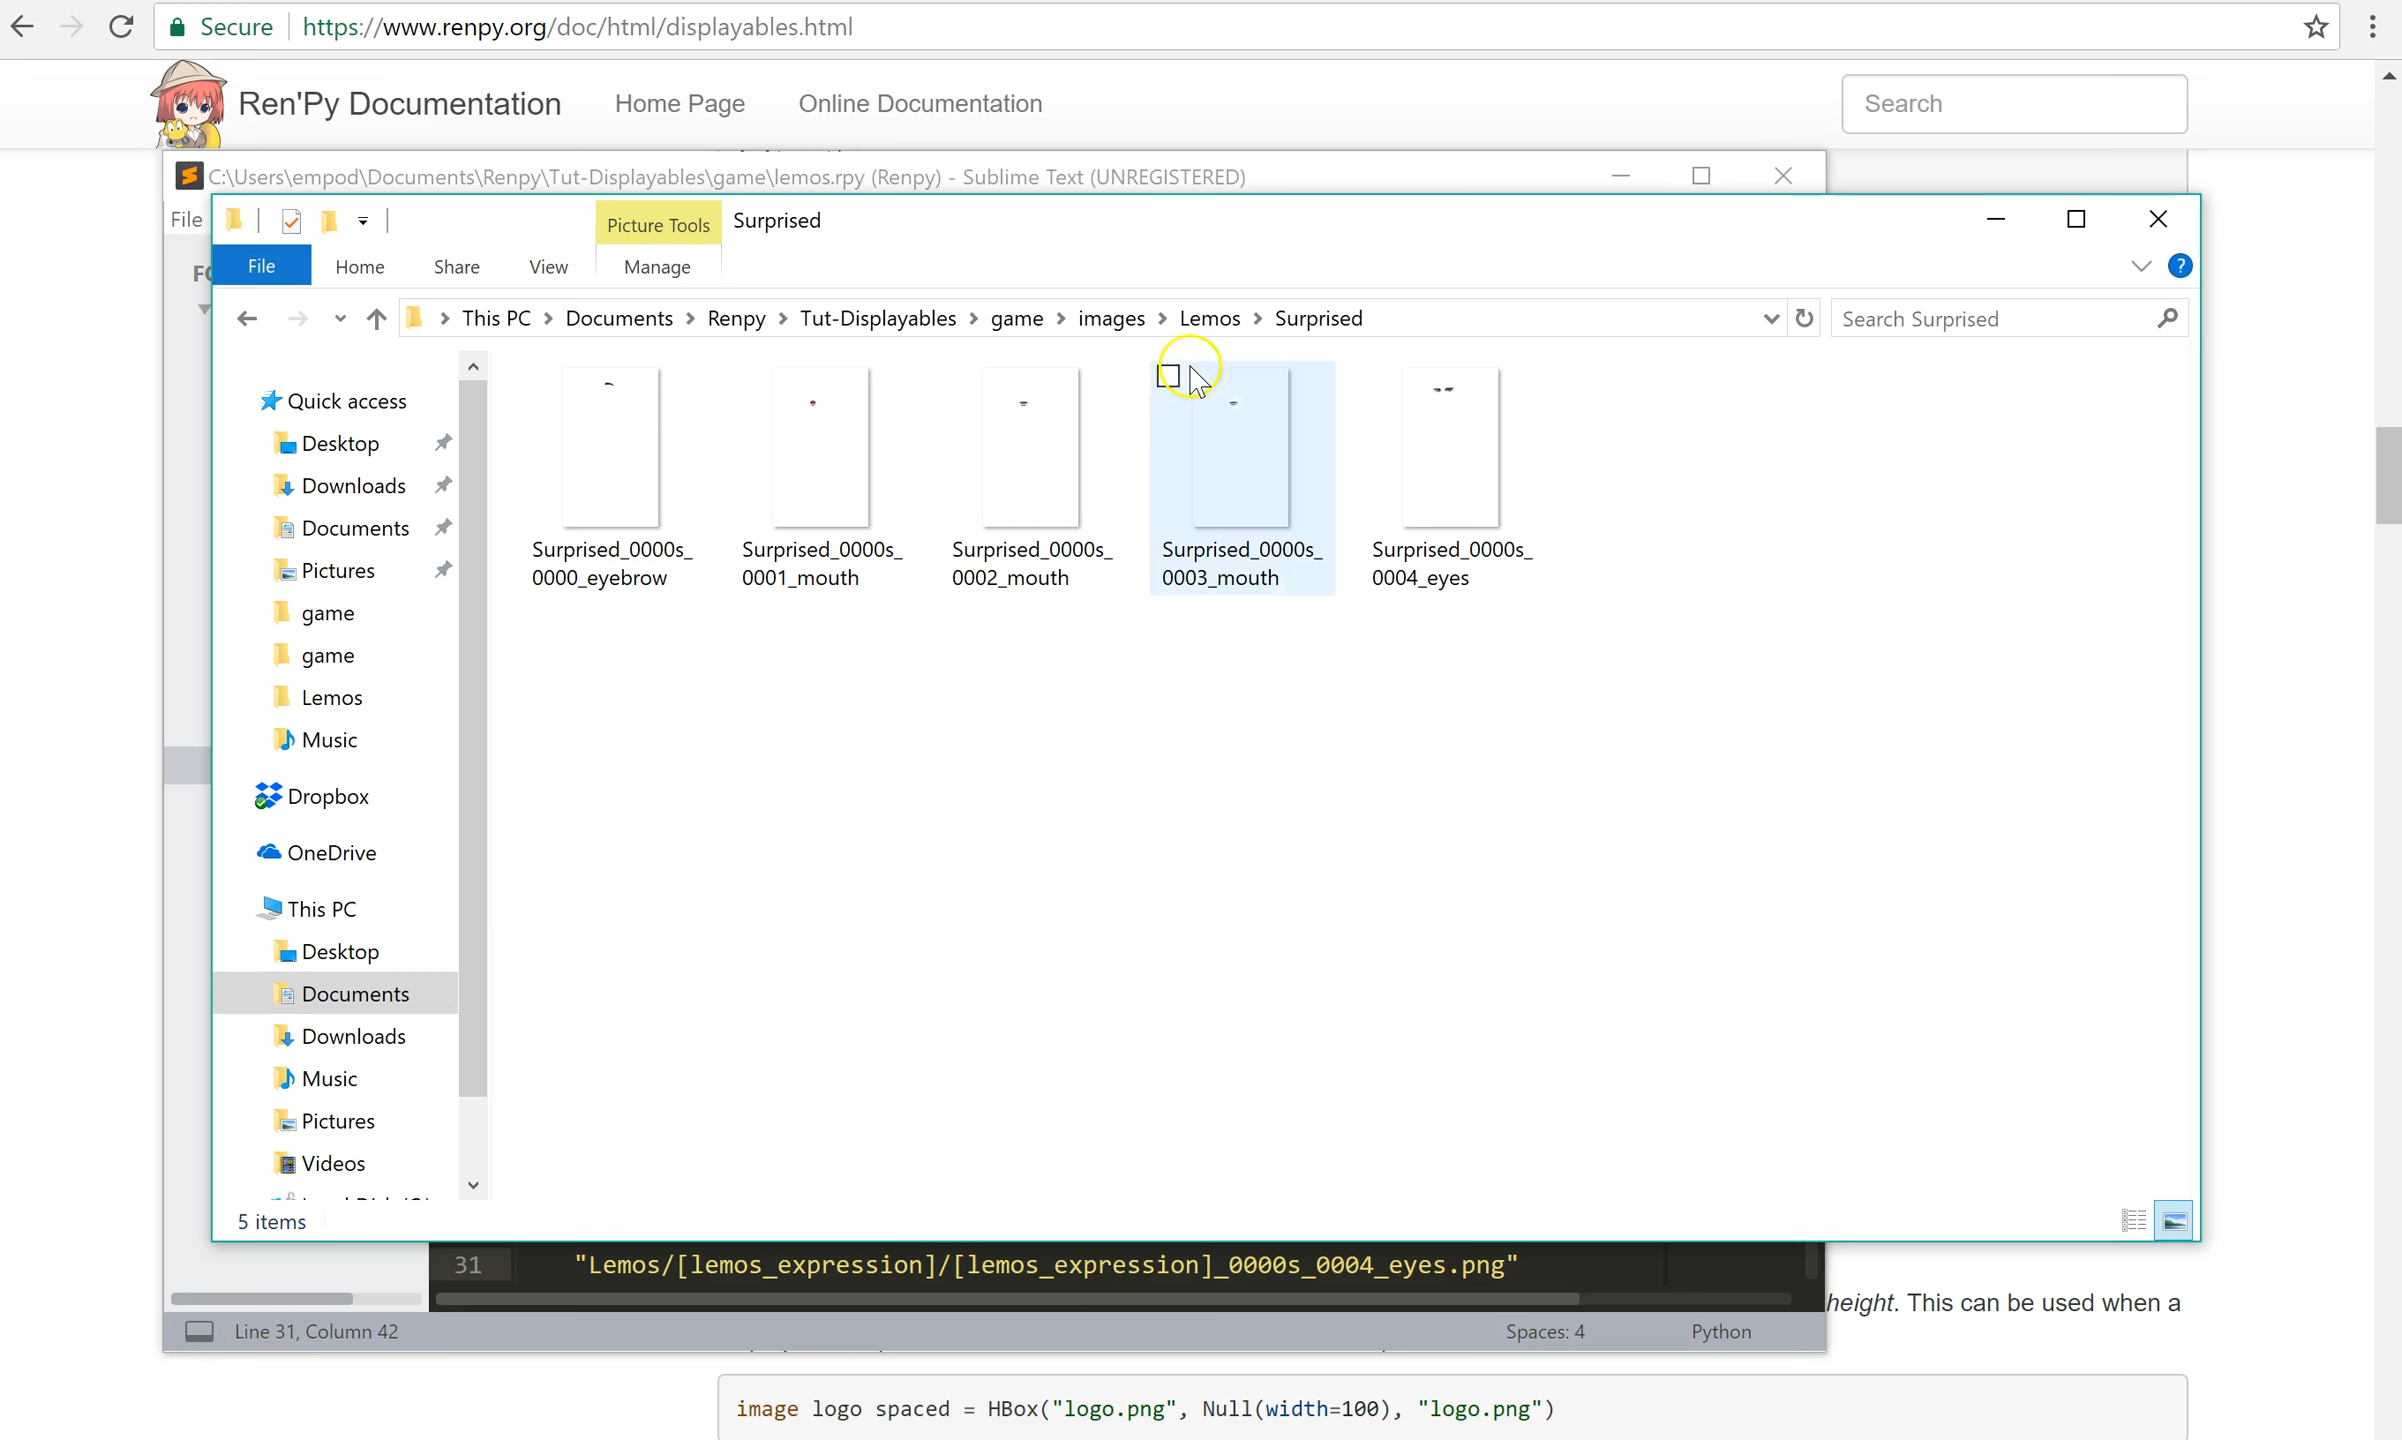 Secure https://www.renpy.org/doc/html/displayables.html
Ren'Py Documentation Home Page Online Documentation Search
C:\Users\empod\Documents\Renpy\Tut-Displayables\game\lemos.rpy (Renpy) - Sublime Text (UNREGISTERED)
File
Picture Tools Surprised
File Home Share View Manage
This PC Documents Renpy Tut-Displayables game images Lemos Surprised Search Surprised
Quick access
Desktop
Downloads
Documents
Pictures
game
game
Lemos
Music
Dropbox
OneDrive
This PC
Desktop
Documents
Downloads
Music
Pictures
Videos
Surprised_0000s_ Surprised_0000s_ Surprised_0000s_ Surprised_0000s_ Surprised_0000s_
0000_eyebrow 0001_mouth 0002_mouth 0003_mouth 0004_eyes
5 items
31 "Lemos/[lemos_expression]/[lemos_expression]_0000s_0004_eyes.png"
height. This can be used when a
Line 31, Column 42 Spaces: 4 Python
image logo spaced = HBox("logo.png", Null(width=100), "logo.png")